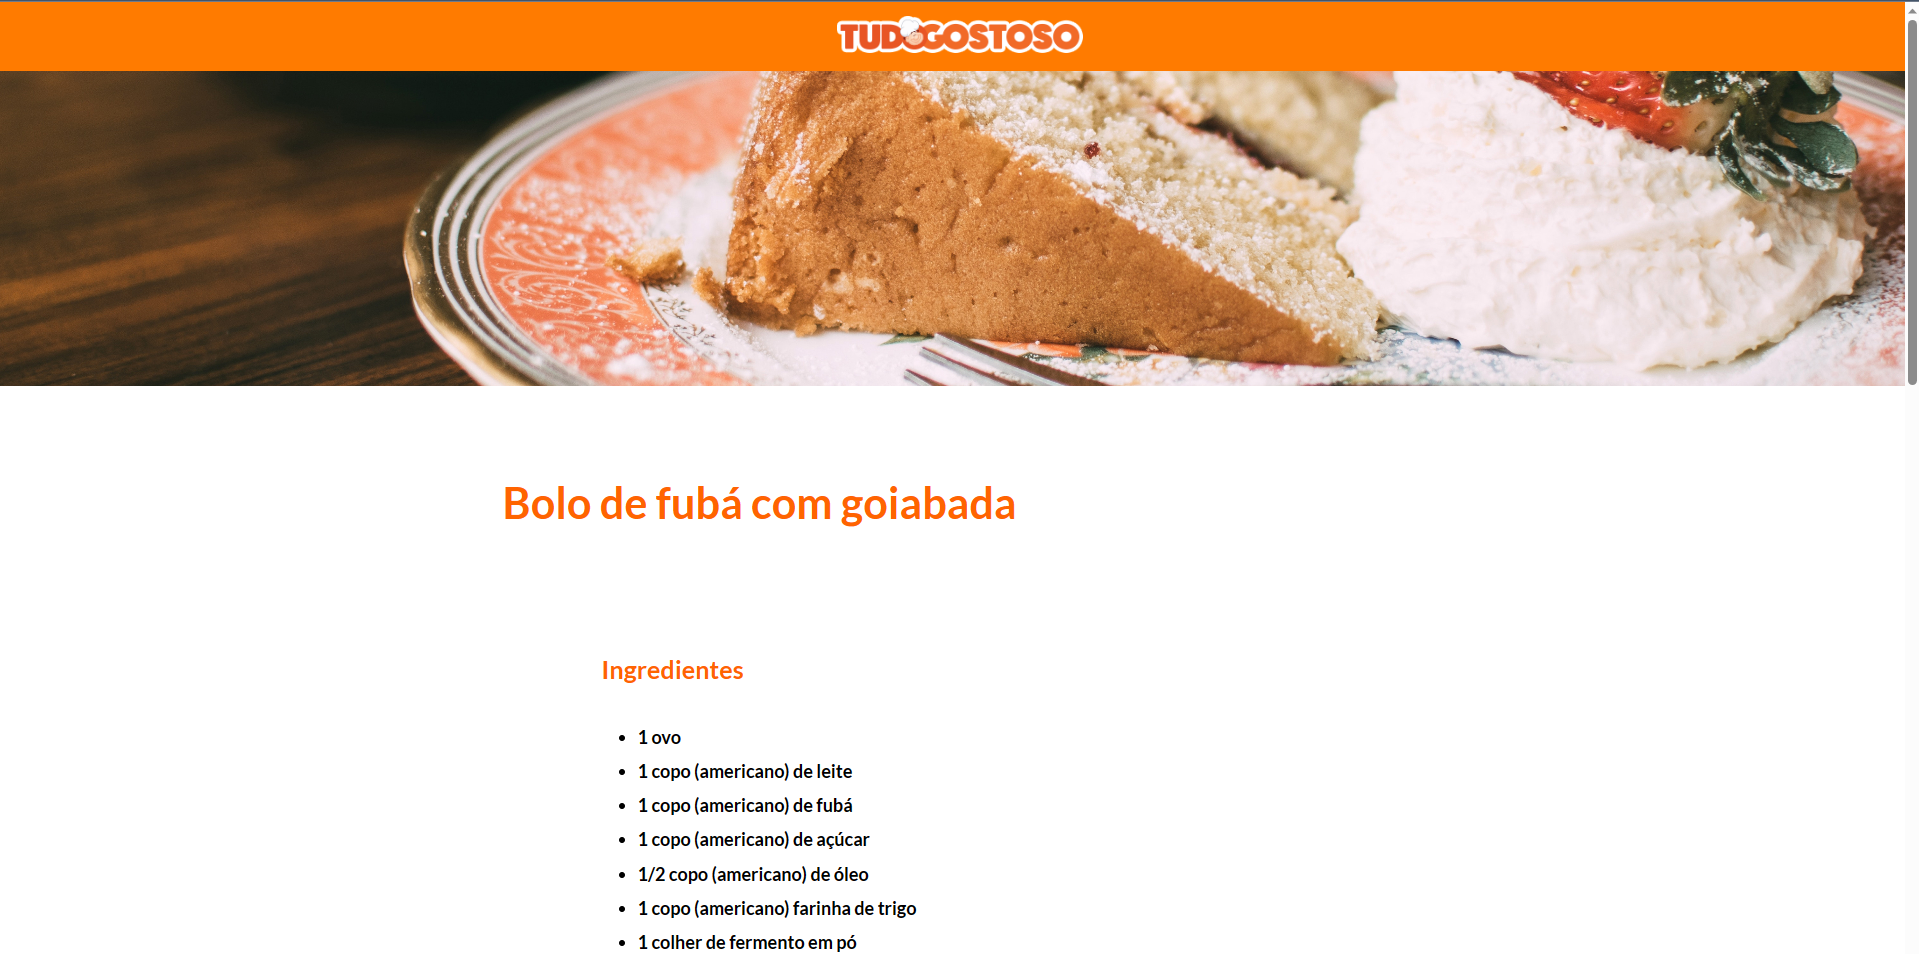 TUDOGOSTOSO
Bolo de fubá com goiabada
Ingredientes
1 ovo
1 copo (americano) de leite
1 copo (americano) de fubá
1 copo (americano) de açúcar
1/2 copo (americano) de óleo
1 copo (americano) farinha de trigo
1 colher de fermento em pó